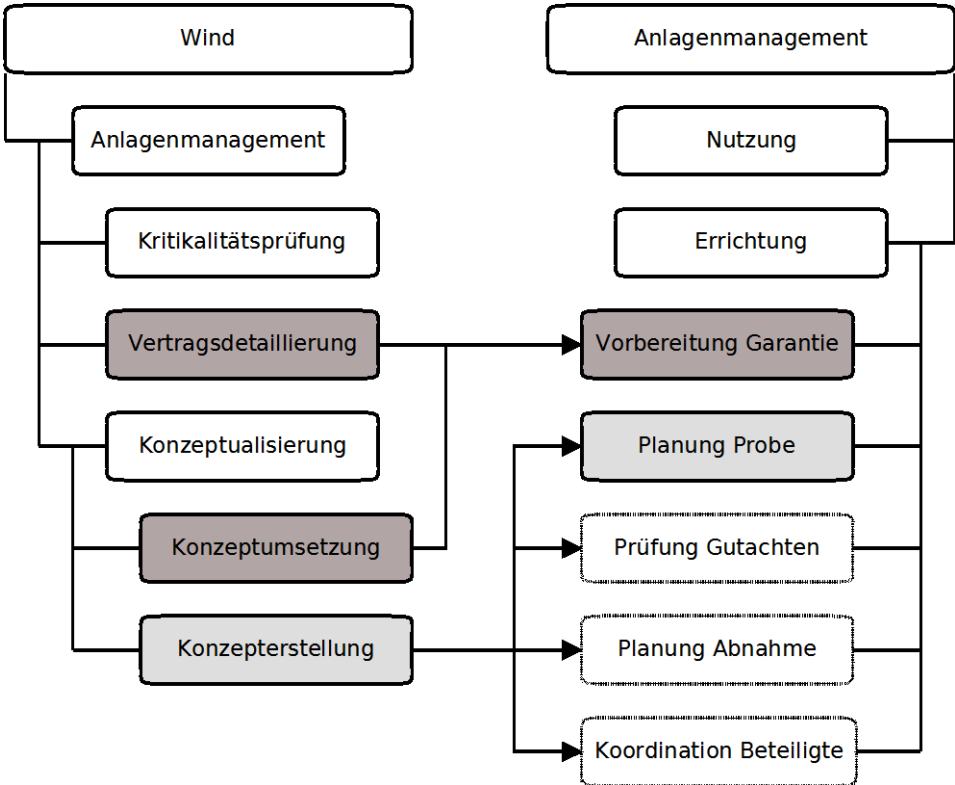 Wind
Anlagenmanagement
Anlagenmanagement
Nutzung
Kritikalitätsprüfung
Errichtung
Vertragsdetaillierung
Vorbereitung Garantie
Konzeptualisierung
Planung Probe
Konzeptumsetzung
Prüfung Gutachten
Konzepterstellung
Planung Abnahme
Koordination Beteiligte